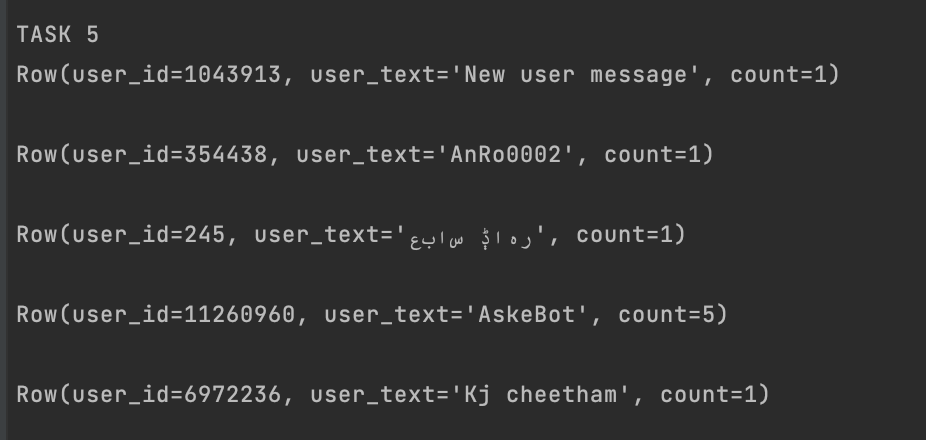 TASK 5
Row(user_id=1043913, user_text='New user message', count=1)
Row(user_id=354438, user_text='AnRo0002', count=1)
Row(user_id=245, user_text='عباس ڋاہر', count=1)
Row(user_id=11260960, user_text='AskeBot', count=5)
Row(user_id=6972236, user_text='Kj cheetham', count=1)